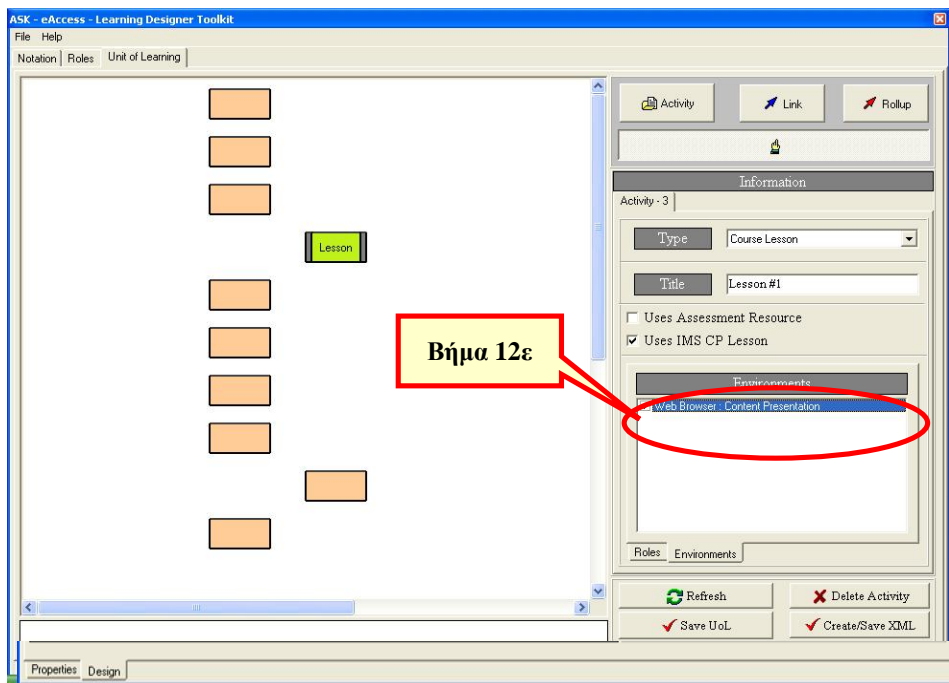 ASK - eAccess - Learning Designer Toolkit
File Help
Notation Roles Unit of Learning
Activity Link Rollup
Information
Activity - 3
Type Course Lesson
Title Lesson #1
Uses Assessment Resource
Uses IMS CP Lesson
Lesson
Βήμα 12ε
Environments
Web Browser : Content Presentation
Roles Environments
Refresh Delete Activity
Save UoL Create/Save XML
Properties Design